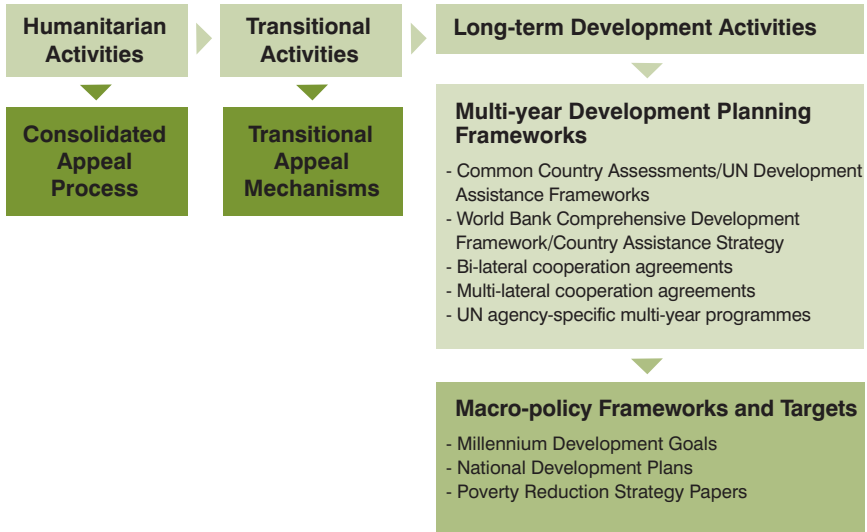 Humanitarian
Activities
Transitional
Activities
Long-term Development Activities
Consolidated
Appeal
Process
Transitional
Appeal
Mechanisms
Multi-year Development Planning
Frameworks
- Common Country Assessments/UN Development
Assistance Frameworks
- World Bank Comprehensive Development
Framework/Country Assistance Strategy
- Bi-lateral cooperation agreements
- Multi-lateral cooperation agreements
- UN agency-specific multi-year programmes
Macro-policy Frameworks and Targets
- Millennium Development Goals
- National Development Plans
- Poverty Reduction Strategy Papers